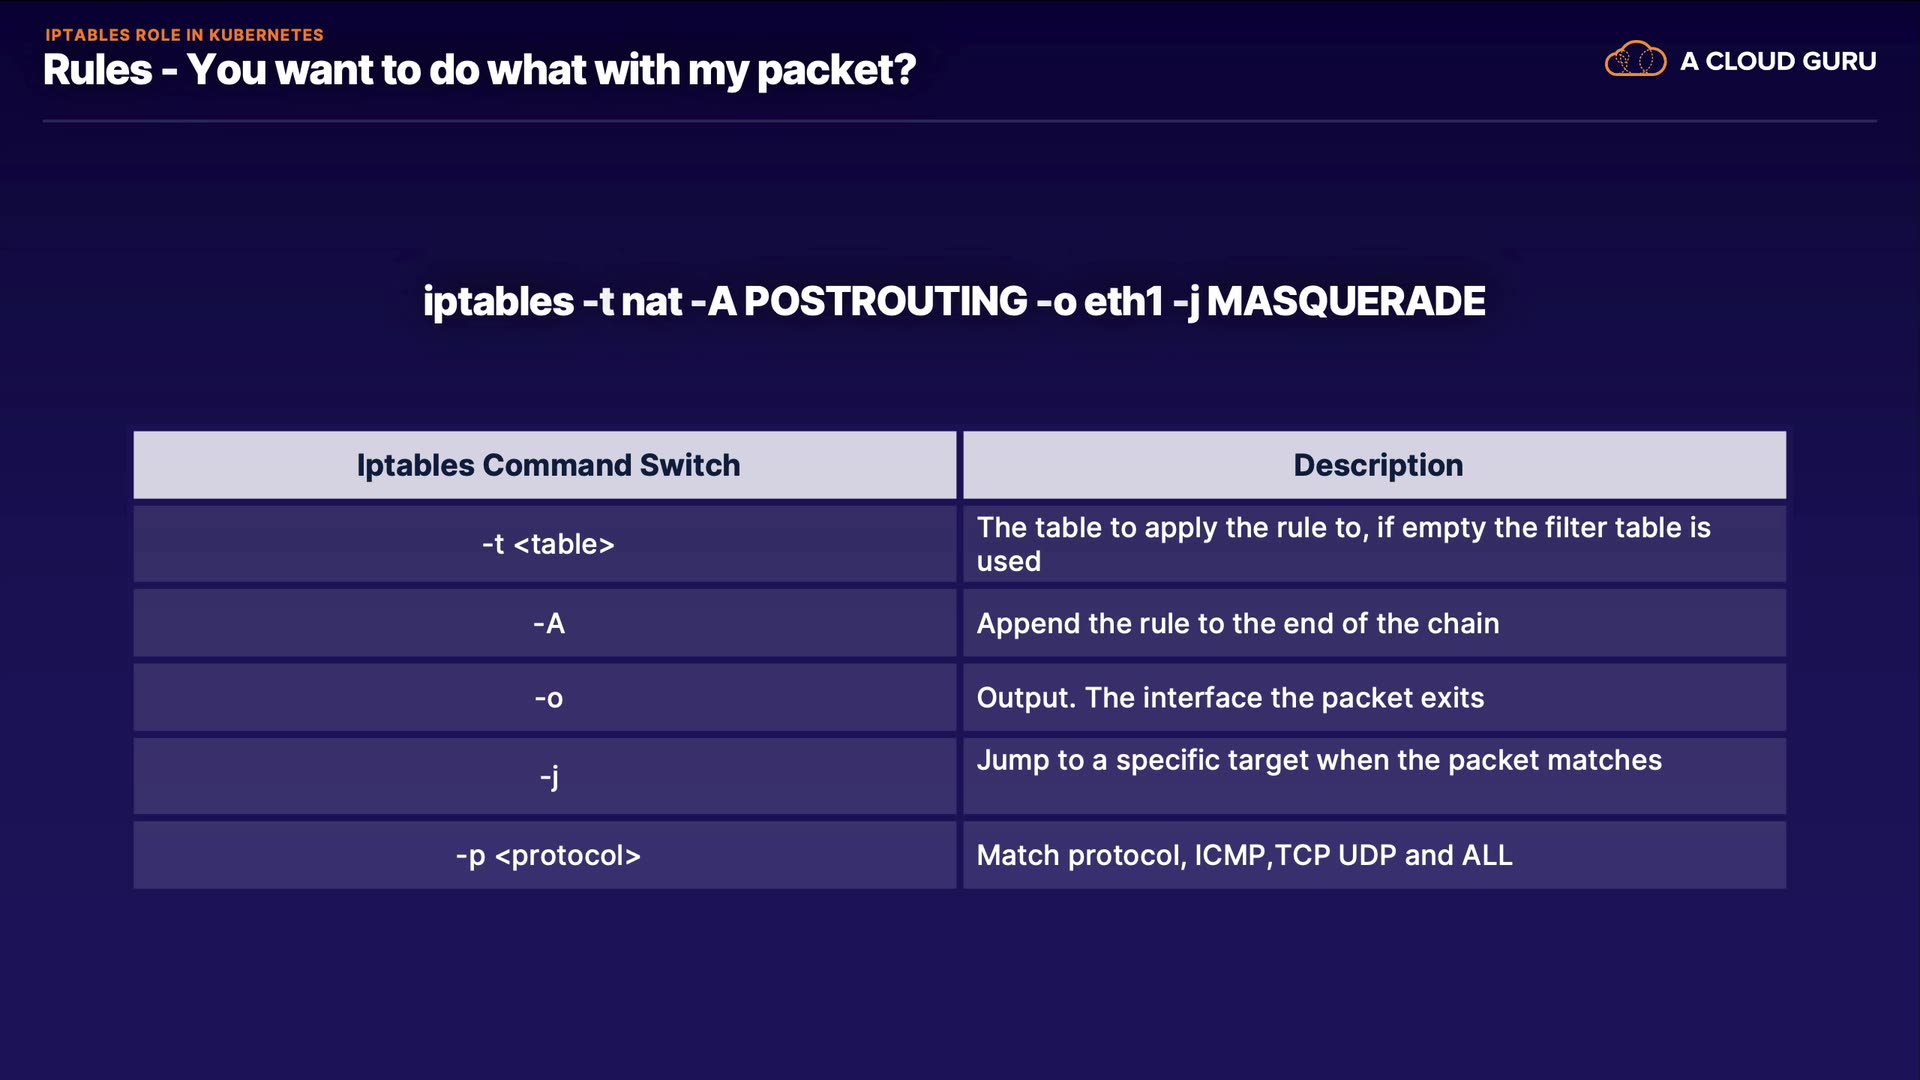 IPTABLES ROLE IN KUBERNETES
Rules - You want to do what with my packet?
A CLOUD GURU
iptables -t nat -A POSTROUTING -o eth1 -j MASQUERADE
Iptables Command Switch
Description
-t <table>
The table to apply the rule to, if empty the filter table is
used
-A
Append the rule to the end of the chain
-o
Output. The interface the packet exits
-j
Jump to a specific target when the packet matches
-p <protocol>
Match protocol, ICMP,TCP UDP and ALL